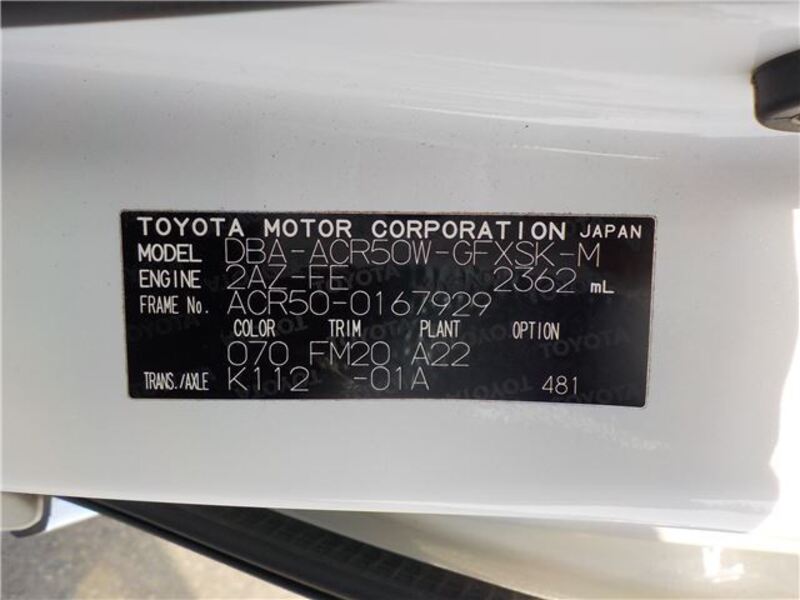 TOYOTA MOTOR CORPORATION JAPAN
MODEL DBA-ACR50W-GFXSK-M
ENGINE 2AZ-FE 2362 mL
FRAME No. ACR50-0167929
COLOR TRIM PLANT OPTION
070 FM20 A22
TRANS./AXLE K112 -01A 481